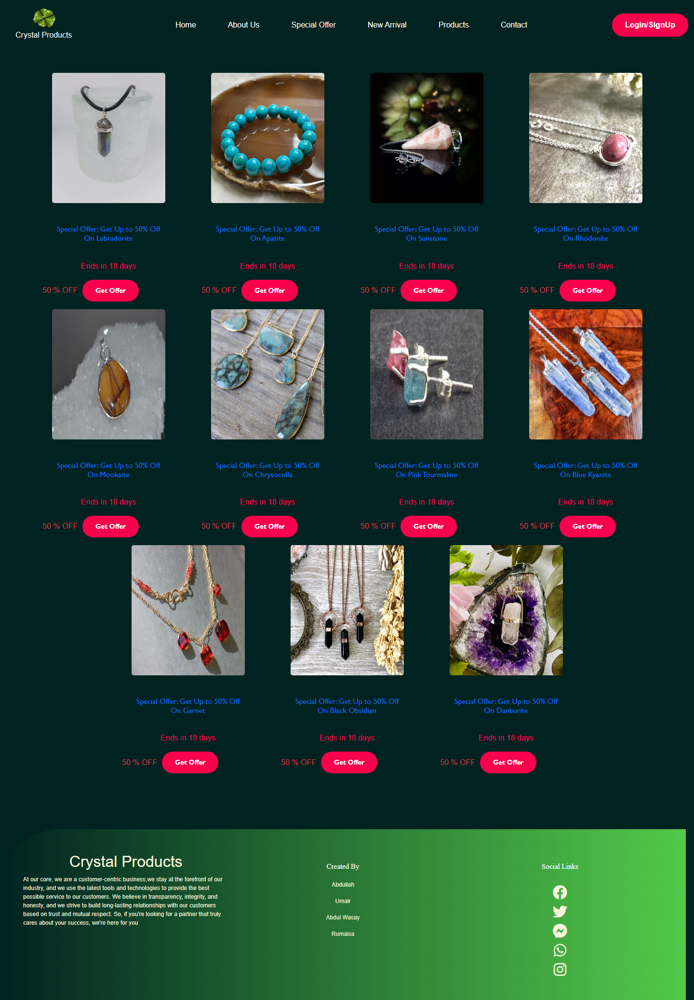 Crystal Products
Home
About Us
Special Offer
New Arrival
Products
Contact
Login/SignUp
Special Offer: Get Up to 50% Off
On Labradorite
Ends in 18 days
50 % OFF
Get Offer
Special Offer: Get Up to 50% Off
On Apatite
Ends in 18 days
50 % OFF
Get Offer
Special Offer: Get Up to 50% Off
On Sunstone
Ends in 18 days
50 % OFF
Get Offer
Special Offer: Get Up to 50% Off
On Rhodonite
Ends in 18 days
50 % OFF
Get Offer
Special Offer: Get Up to 50% Off
On Mookaite
Ends in 18 days
50 % OFF
Get Offer
Special Offer: Get Up to 50% Off
On Chrysocolla
Ends in 18 days
50 % OFF
Get Offer
Special Offer: Get Up to 50% Off
On Pink Tourmaline
Ends in 18 days
50 % OFF
Get Offer
Special Offer: Get Up to 50% Off
On Blue Kyanite
Ends in 18 days
50 % OFF
Get Offer
Special Offer: Get Up to 50% Off
On Garnet
Ends in 18 days
50 % OFF
Get Offer
Special Offer: Get Up to 50% Off
On Black Obsidian
Ends in 18 days
50 % OFF
Get Offer
Special Offer: Get Up to 50% Off
On Danburite
Ends in 18 days
50 % OFF
Get Offer
Crystal Products
At our core, we are a customer-centric business,we stay at the forefront of our
industry, and we use the latest tools and technologies to provide the best
possible service to our customers. We believe in transparency, integrity, and
honesty, and we strive to build long-lasting relationships with our customers
based on trust and mutual respect. So, if you're looking for a partner that truly
cares about your success, we're here for you
Created By
Abdullah
Umair
Abdul Wasay
Rumaisa
Social Links